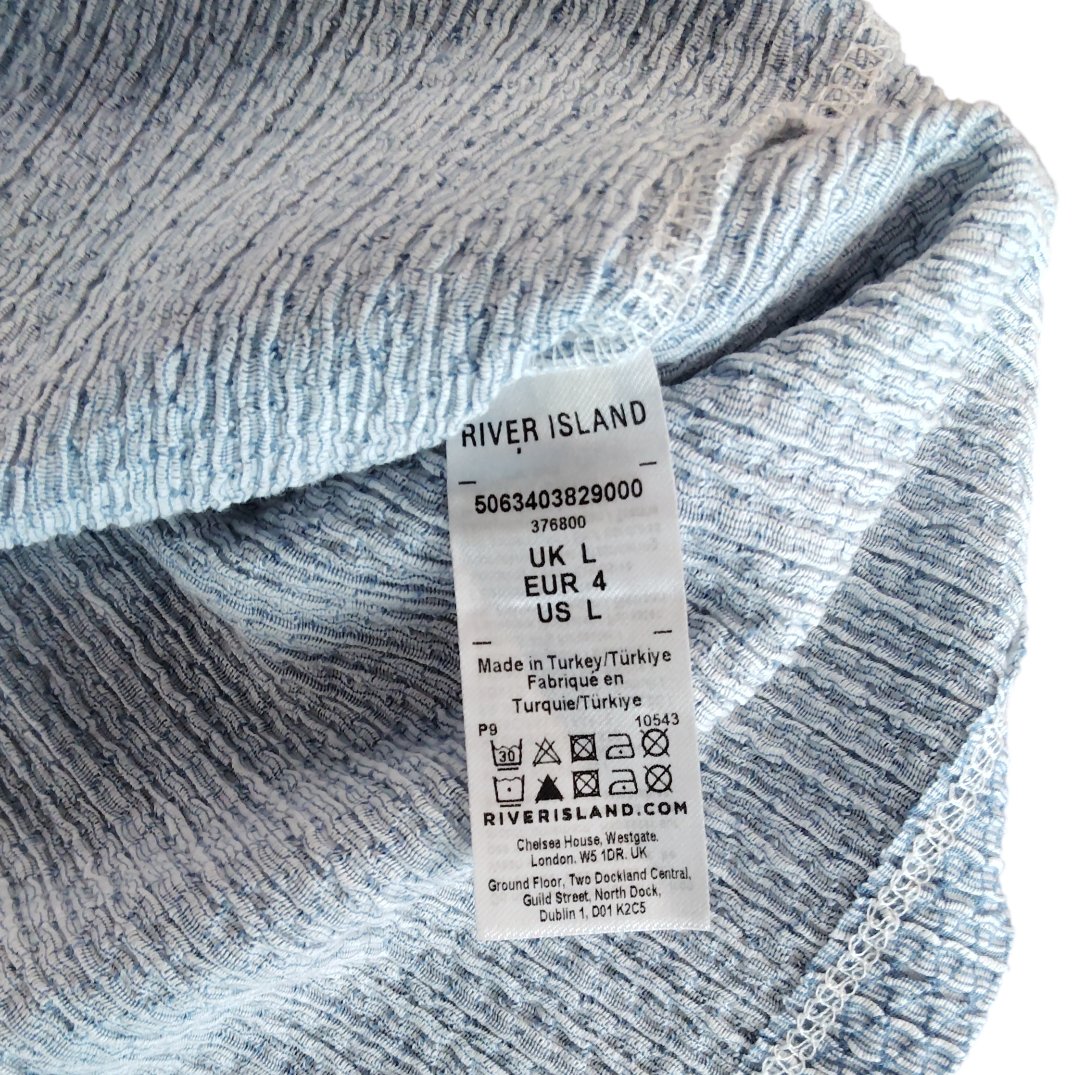 RIVER ISLAND
5063403829000
376800
UK L
EUR 4
US L
Made in Turkey/Türkiye
Fabriqué en
Turquie/Türkiye
P9 10543
30
RIVERISLAND.COM
Chelsea House, Westgate,
London. W5 1DR. UK
Ground Floor, Two Dockland Central,
Guild Street, North Dock,
Dublin 1, D01 K2C5